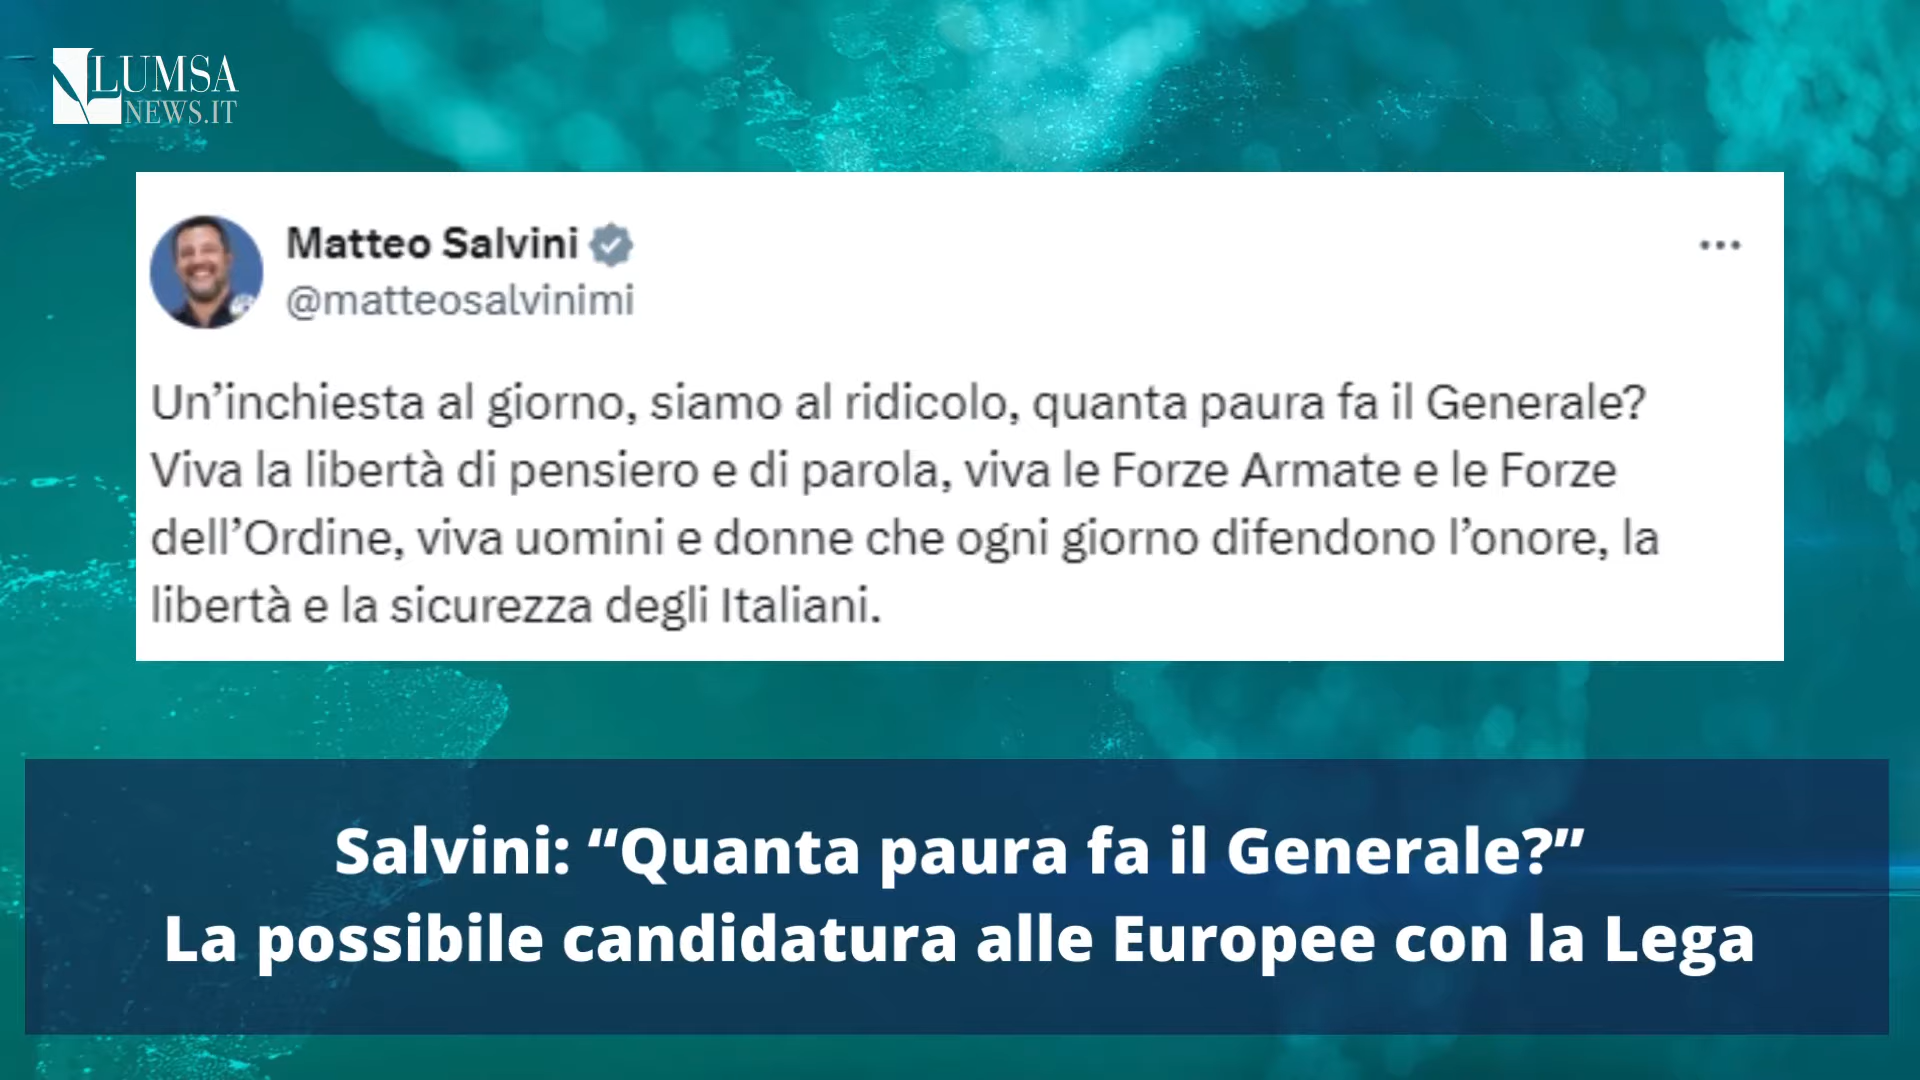 LUMSA
NEWS.IT
Matteo Salvini
@matteosalvinimi
Un’inchiesta al giorno, siamo al ridicolo, quanta paura fa il Generale?
Viva la libertà di pensiero e di parola, viva le Forze Armate e le Forze
dell’Ordine, viva uomini e donne che ogni giorno difendono l’onore, la
libertà e la sicurezza degli Italiani.
Salvini: “Quanta paura fa il Generale?”
La possibile candidatura alle Europee con la Lega